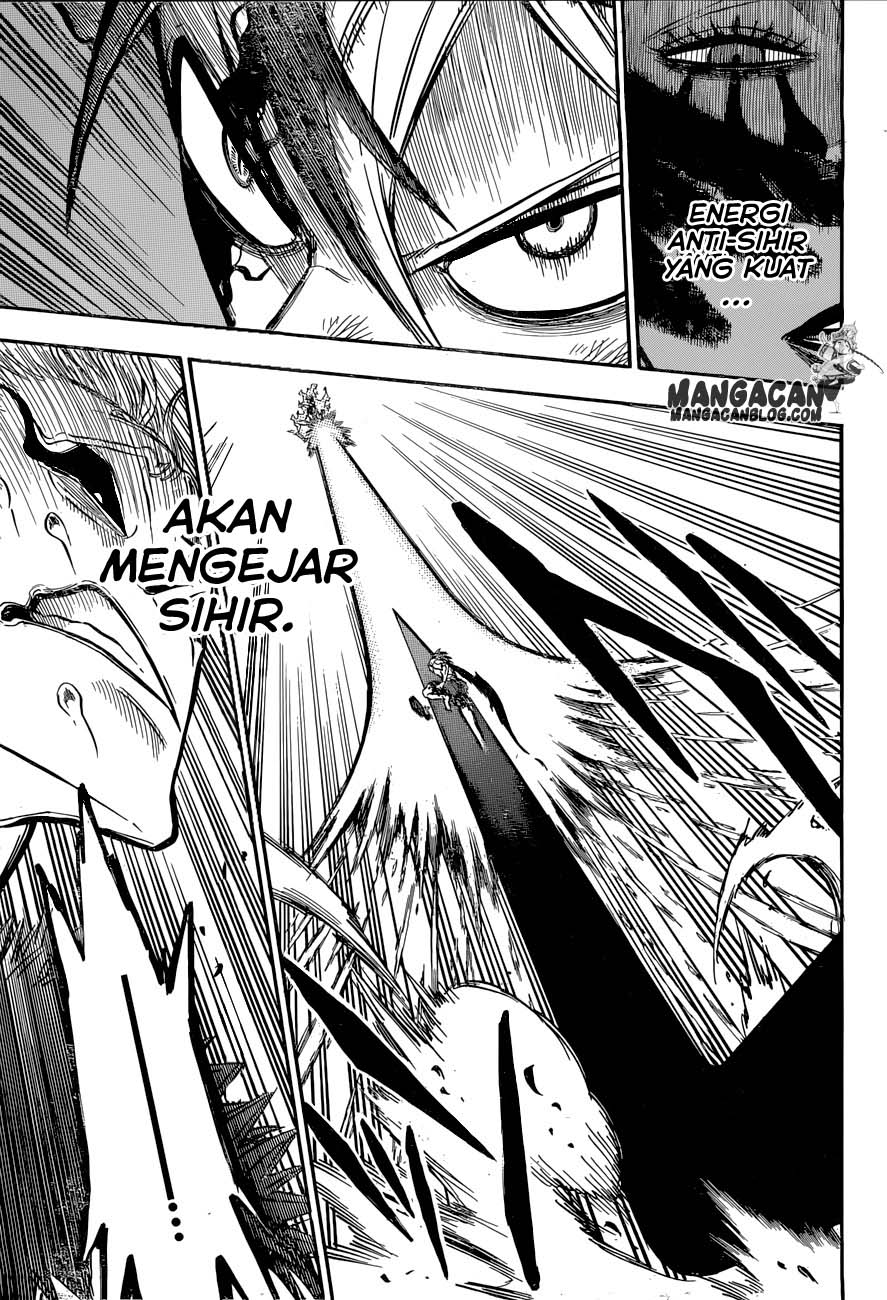 ENERGI
ANTI-SIHIR
YANG KUAT
...
MANGACAN
MANGACANBLOG.COM
AKAN
MENGEJAR
SIHIR.